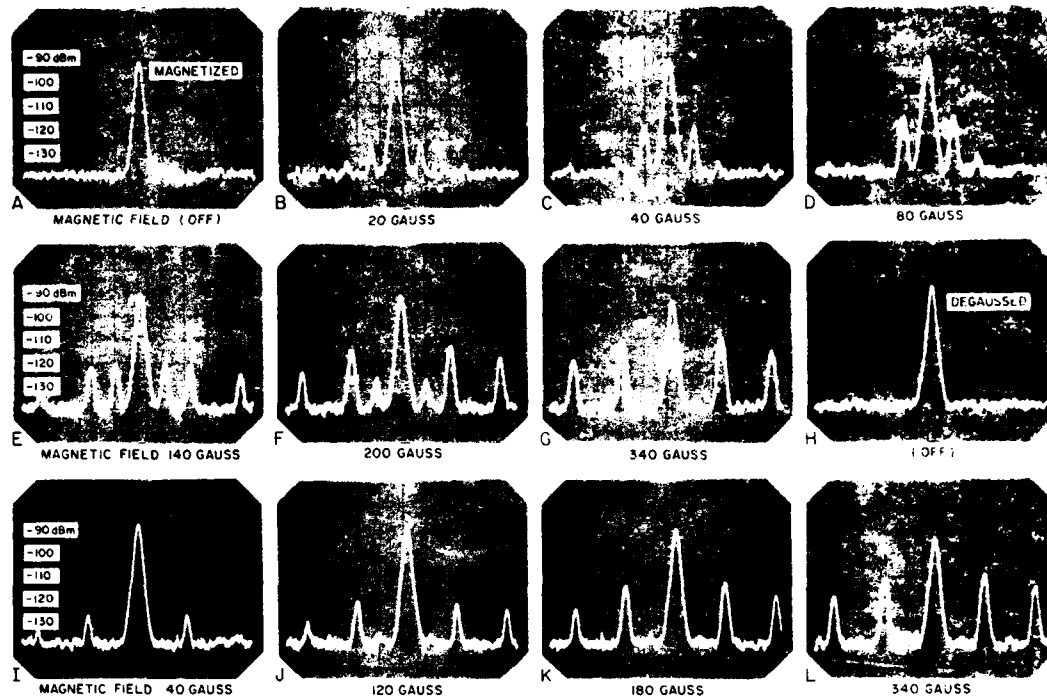 -90 dBm
MAGNETIZED
-100
-110
-120
-130
A
B
C
D
MAGNETIC FIELD (OFF)
20 GAUSS
40 GAUSS
80 GAUSS
-90 dBm
DEGAUSSED
-100
-110
-120
-130
E
F
G
H
MAGNETIC FIELD 140 GAUSS
200 GAUSS
340 GAUSS
(OFF)
-90 dBm
-100
-110
-120
-130
I
J
K
L
MAGNETIC FIELD 40 GAUSS
120 GAUSS
180 GAUSS
340 GAUSS